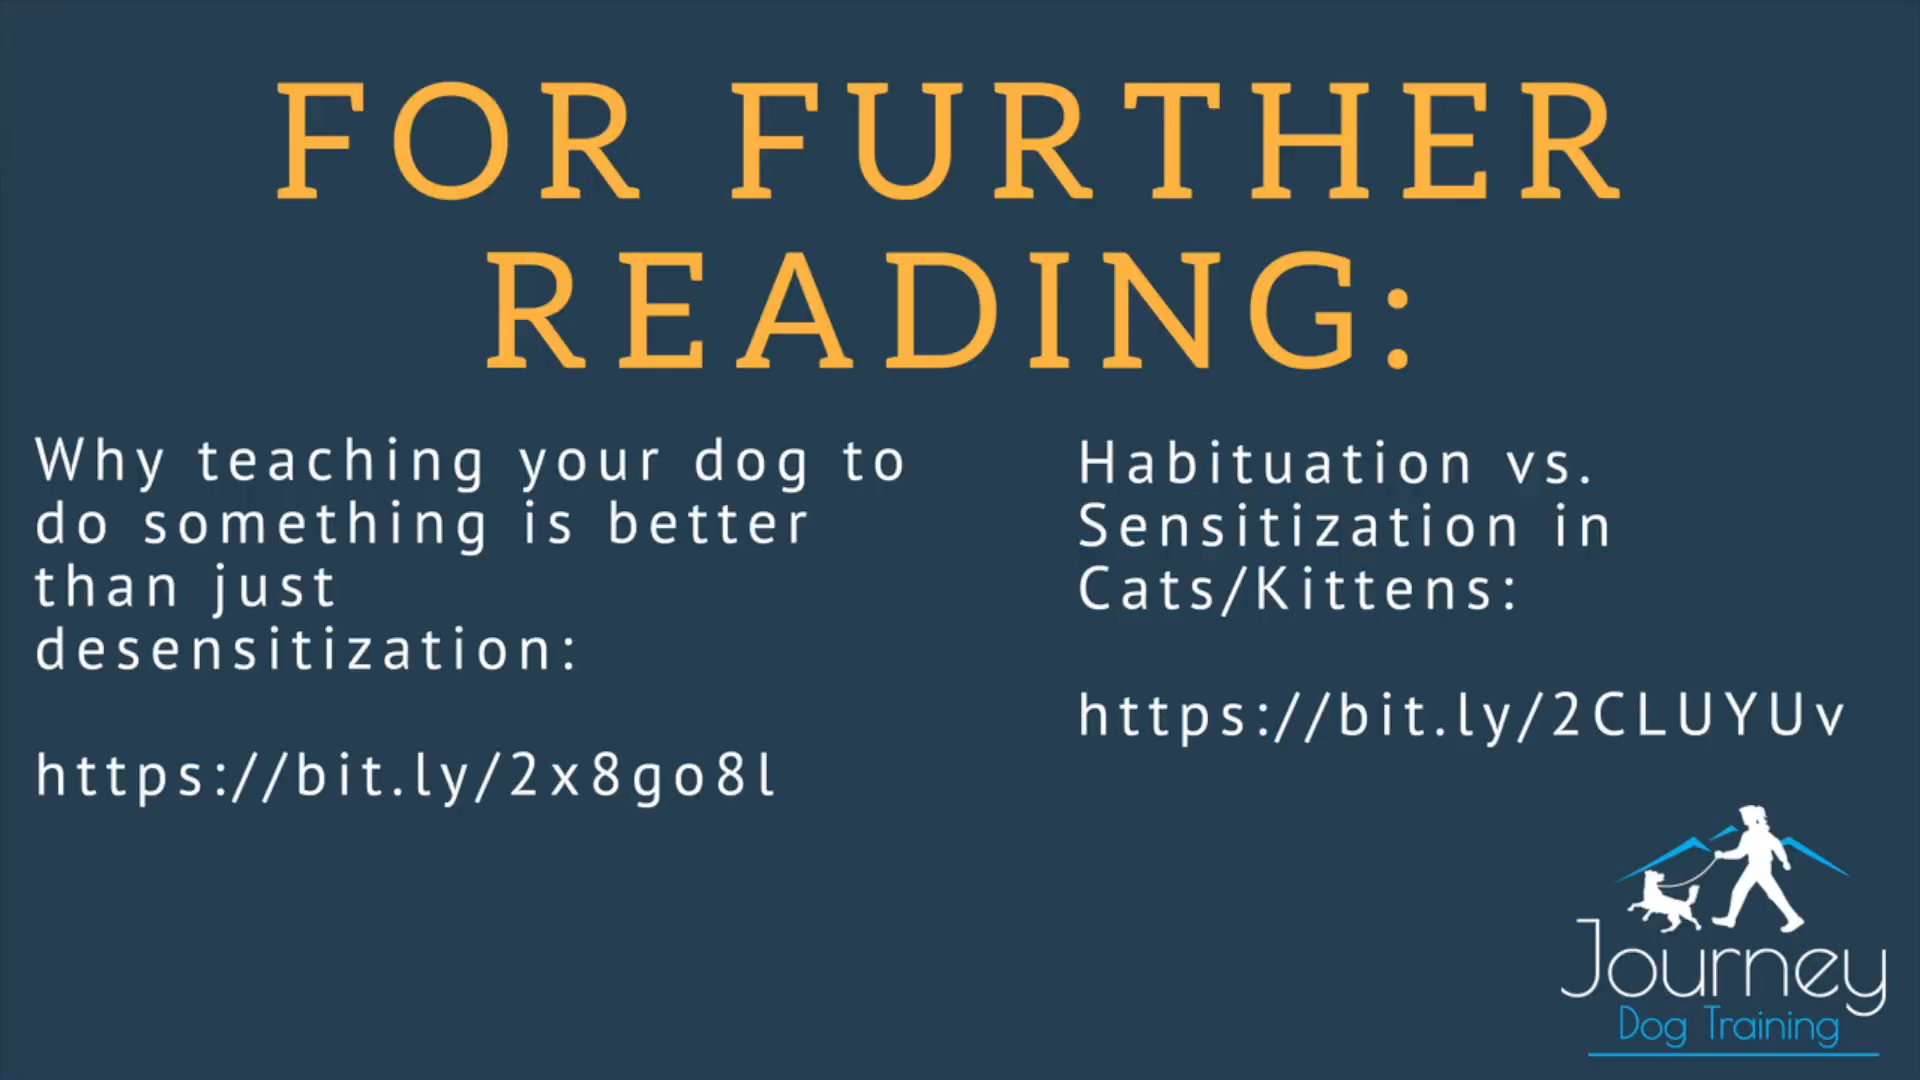 FOR FURTHER
READING:
Why teaching your dog to
do something is better
than just
desensitization:
https://bit.ly/2x8go8l
Habituation vs.
Sensitization in
Cats/Kittens:
https://bit.ly/2CLUYUv
Journey
Dog Training